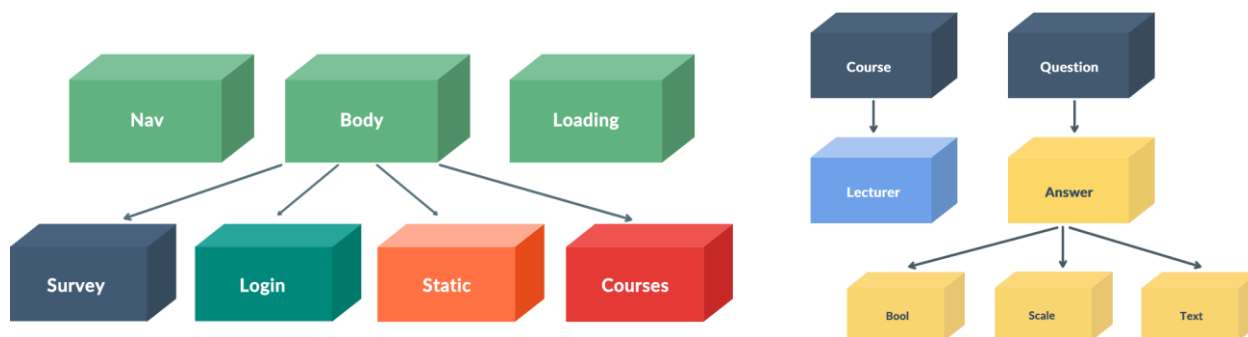 Nav
Body
Loading
Survey
Login
Static
Courses
Course
Question
Lecturer
Answer
Bool
Scale
Text